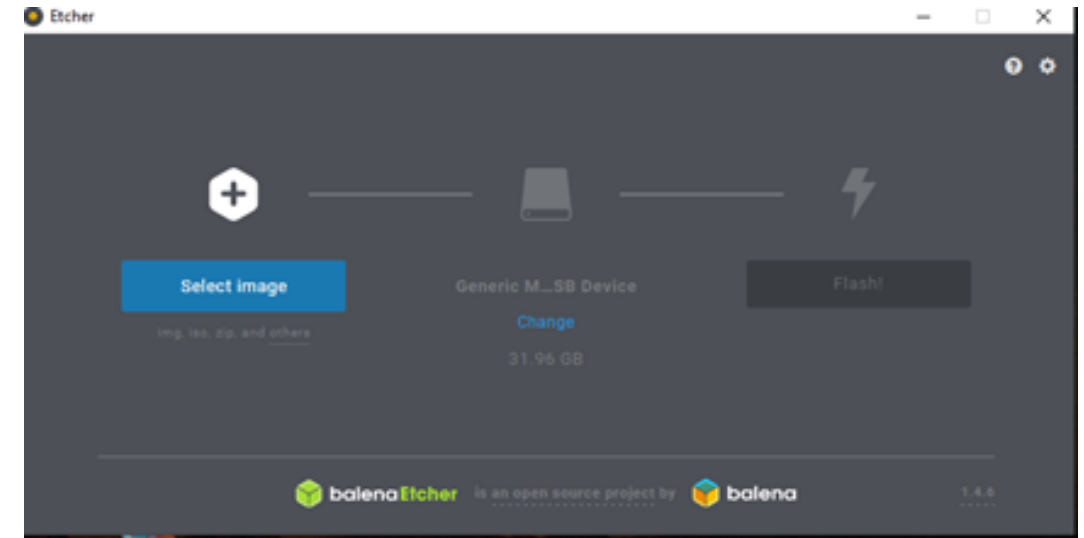 Etcher
Select image
img, iso, zip, and others
Generic M...SB Device
Change
31.96 GB
Flash!
balenaEtcher is an open source project by balena
1.4.6